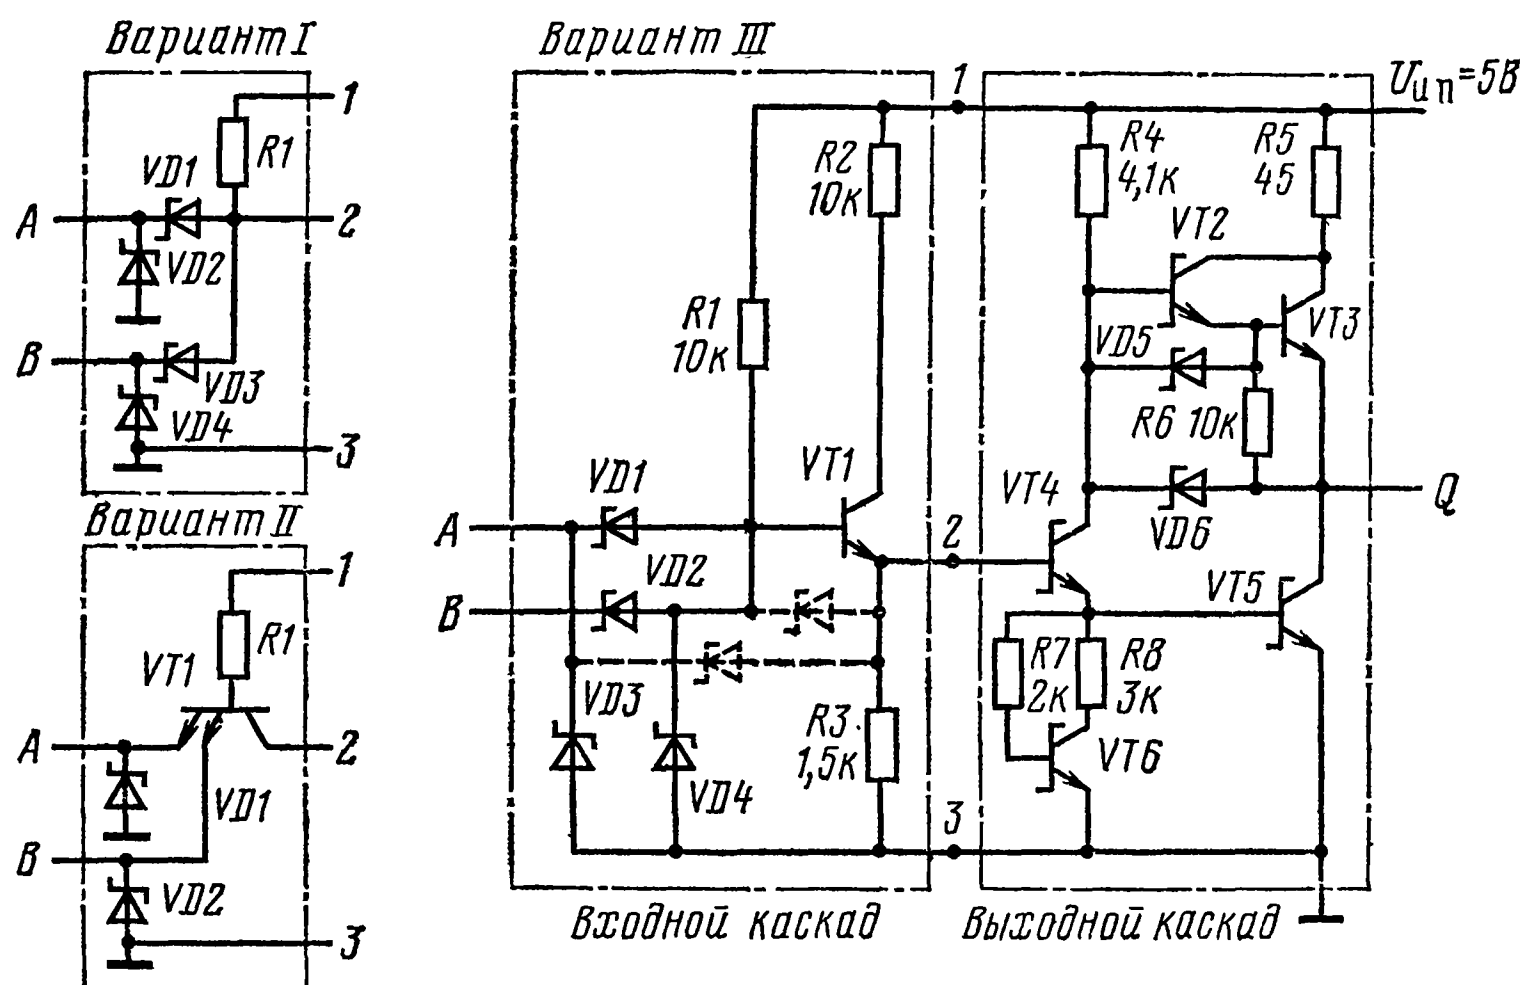 Вариант I
1
R1
VD1
A
2
VD2
B
VD3
VD4
3
Вариант II
1
R1
VT1
A
2
VD1
B
VD2
3
Вариант III
1
Uип=5В
R2
10к
R4
4,1к
R5
45
VT2
R1
10к
VT3
VD5
R6 10к
VT1
VD1
VT4
Q
A
2
VD6
VD2
VT5
B
R7
2к
R8
3к
VD3
R3
1,5к
VT6
VD4
3
Входной каскад
Выходной каскад